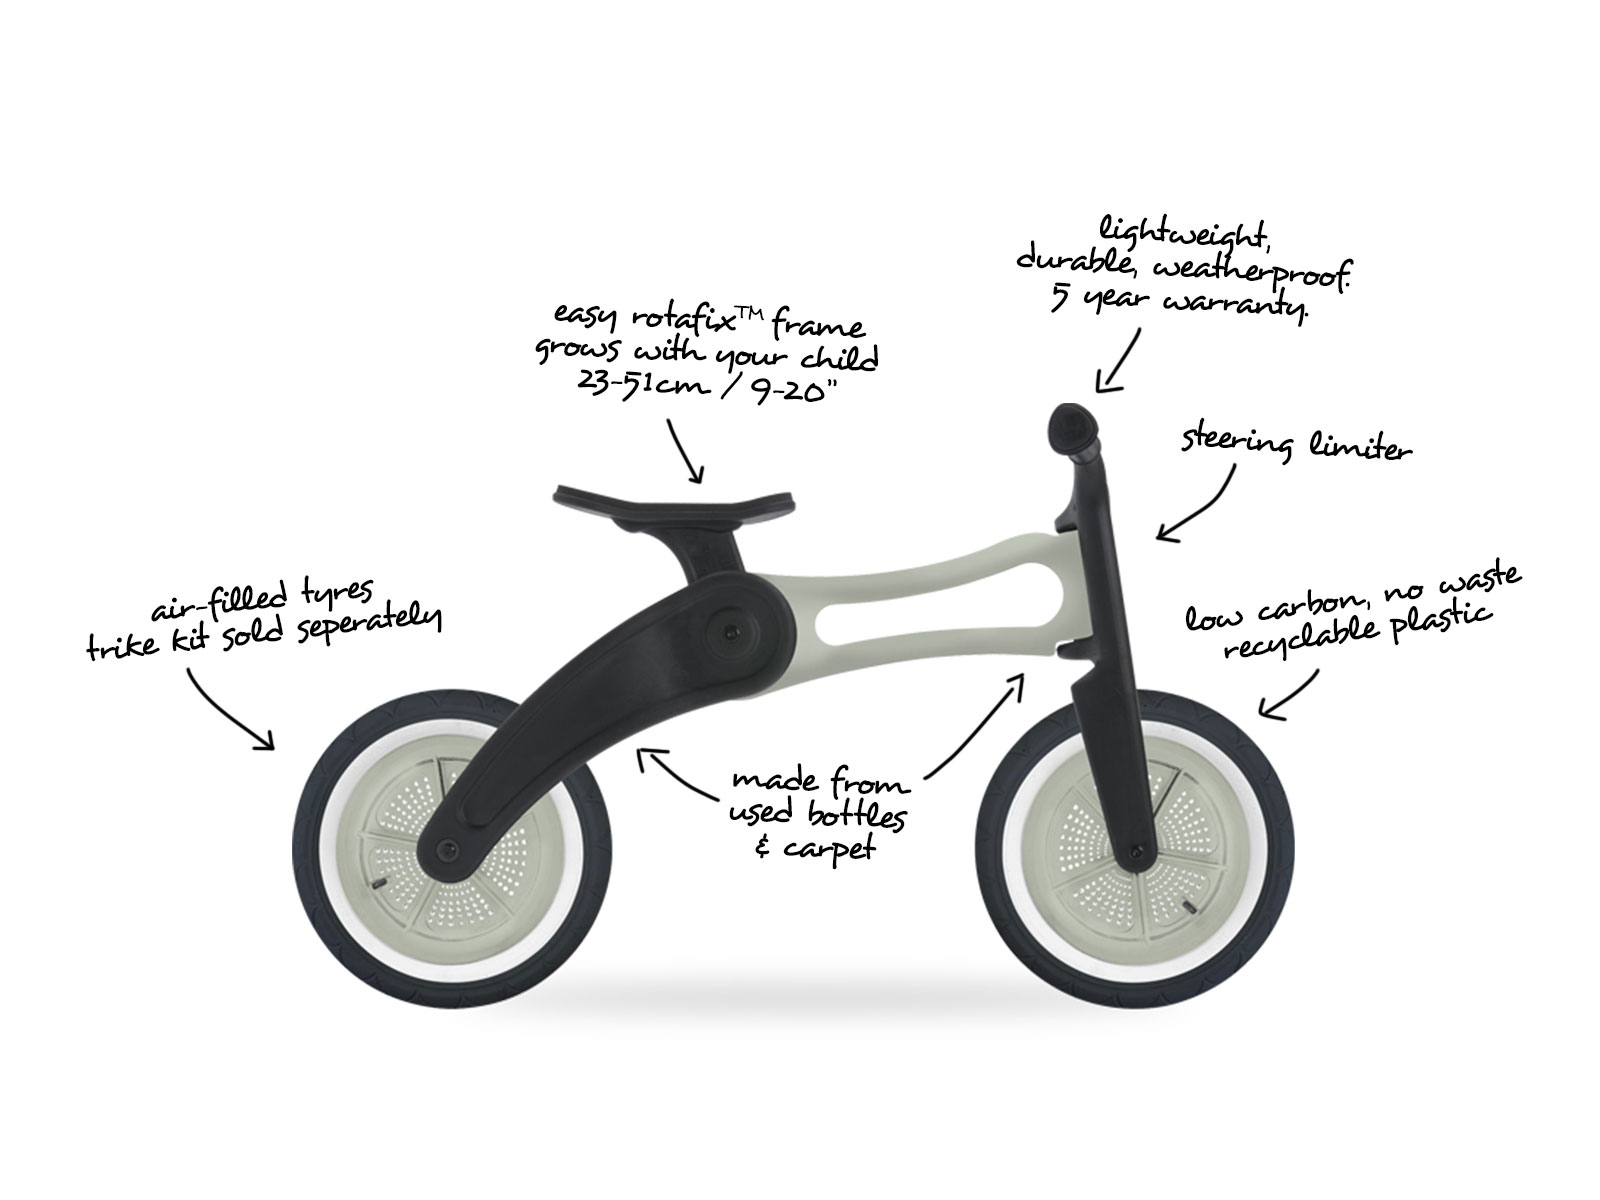 lightweight,
durable, weatherproof.
5 year warranty.
easy rotafix™ frame
grows with your child
23-51cm / 9-20"
steering limiter
air-filled tyres
trike kit sold seperately
low carbon, no waste
recyclable plastic
made from
used bottles
& carpet